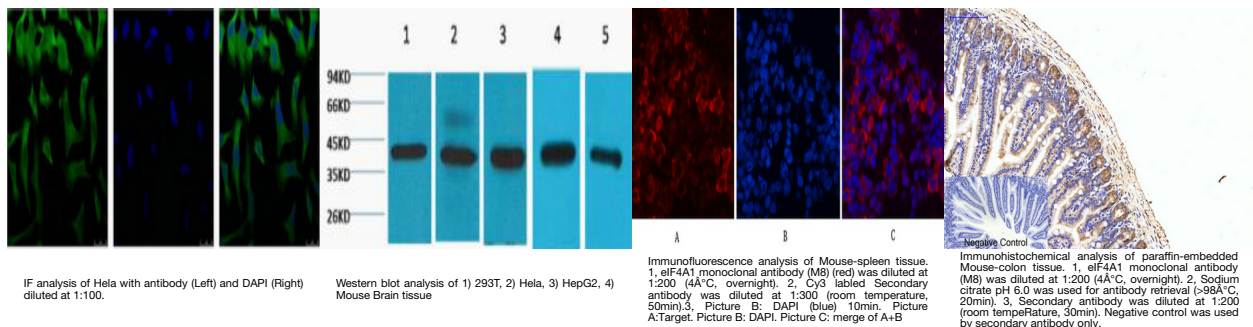 1 2 3 4 5
94KD
66KD
45KD
35KD
26KD
A B C
Negative Control
IF analysis of Hela with antibody (Left) and DAPI (Right)
diluted at 1:100.
Western blot analysis of 1) 293T, 2) Hela, 3) HepG2, 4)
Mouse Brain tissue
Immunofluorescence analysis of Mouse-spleen tissue.
1, eIF4A1 monoclonal antibody (M8) (red) was diluted at
1:200 (4Â°C, overnight). 2, Cy3 labled Secondary
antibody was diluted at 1:300 (room temperature,
50min).3, Picture B: DAPI (blue) 10min. Picture
A:Target. Picture B: DAPI. Picture C: merge of A+B
Immunohistochemical analysis of paraffin-embedded
Mouse-colon tissue. 1, eIF4A1 monoclonal antibody
(M8) was diluted at 1:200 (4Â°C, overnight). 2, Sodium
citrate pH 6.0 was used for antibody retrieval (>98Â°C,
20min). 3, Secondary antibody was diluted at 1:200
(room tempeRature, 30min). Negative control was used
by secondary antibody only.